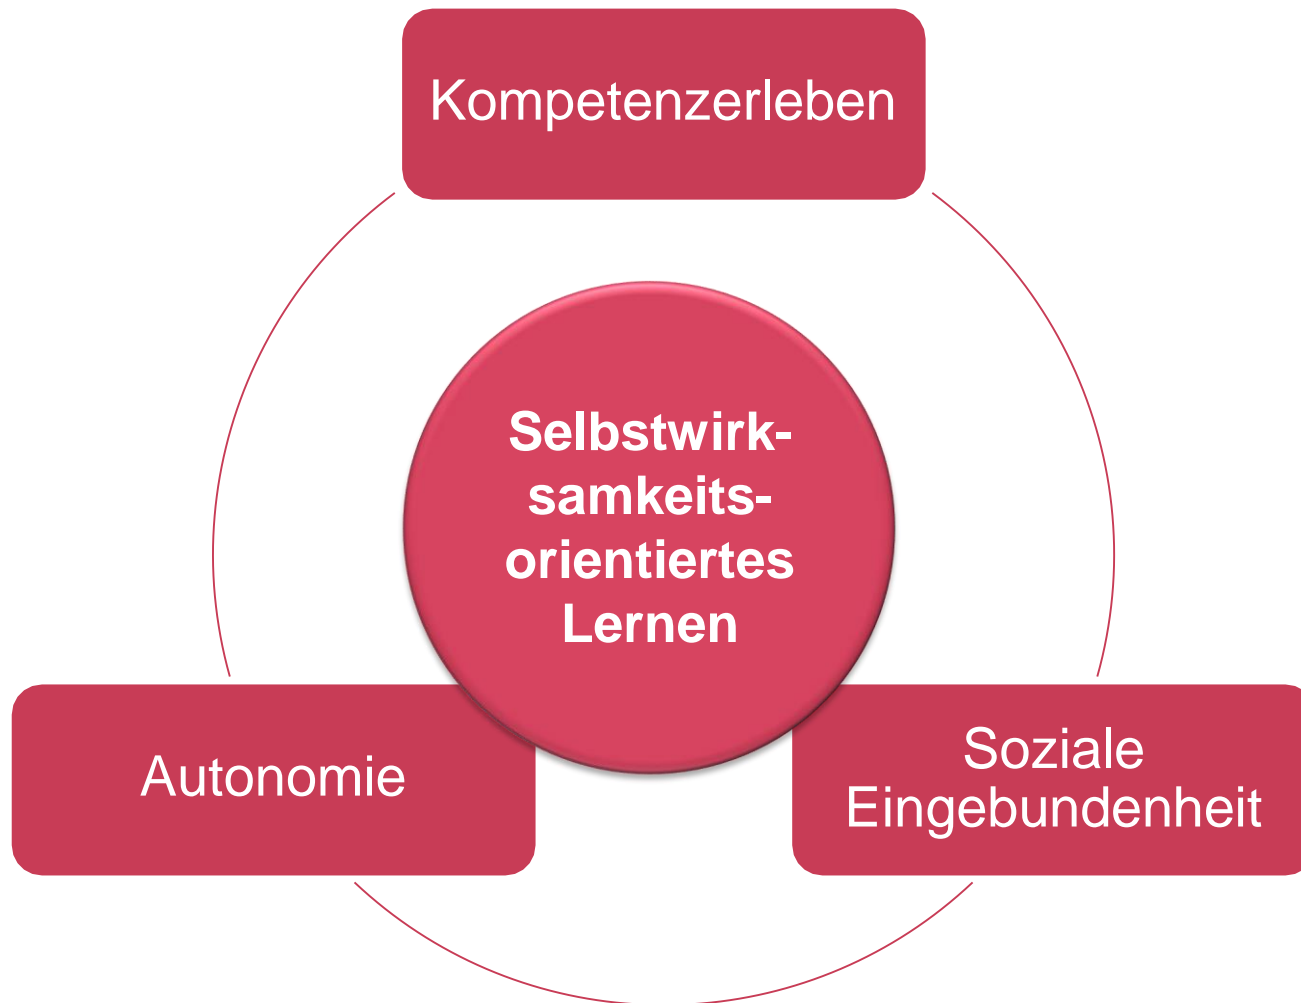 Kompetenzerleben
Selbstwirk-
samkeits-
orientiertes
Lernen
Autonomie
Soziale
Eingebundenheit